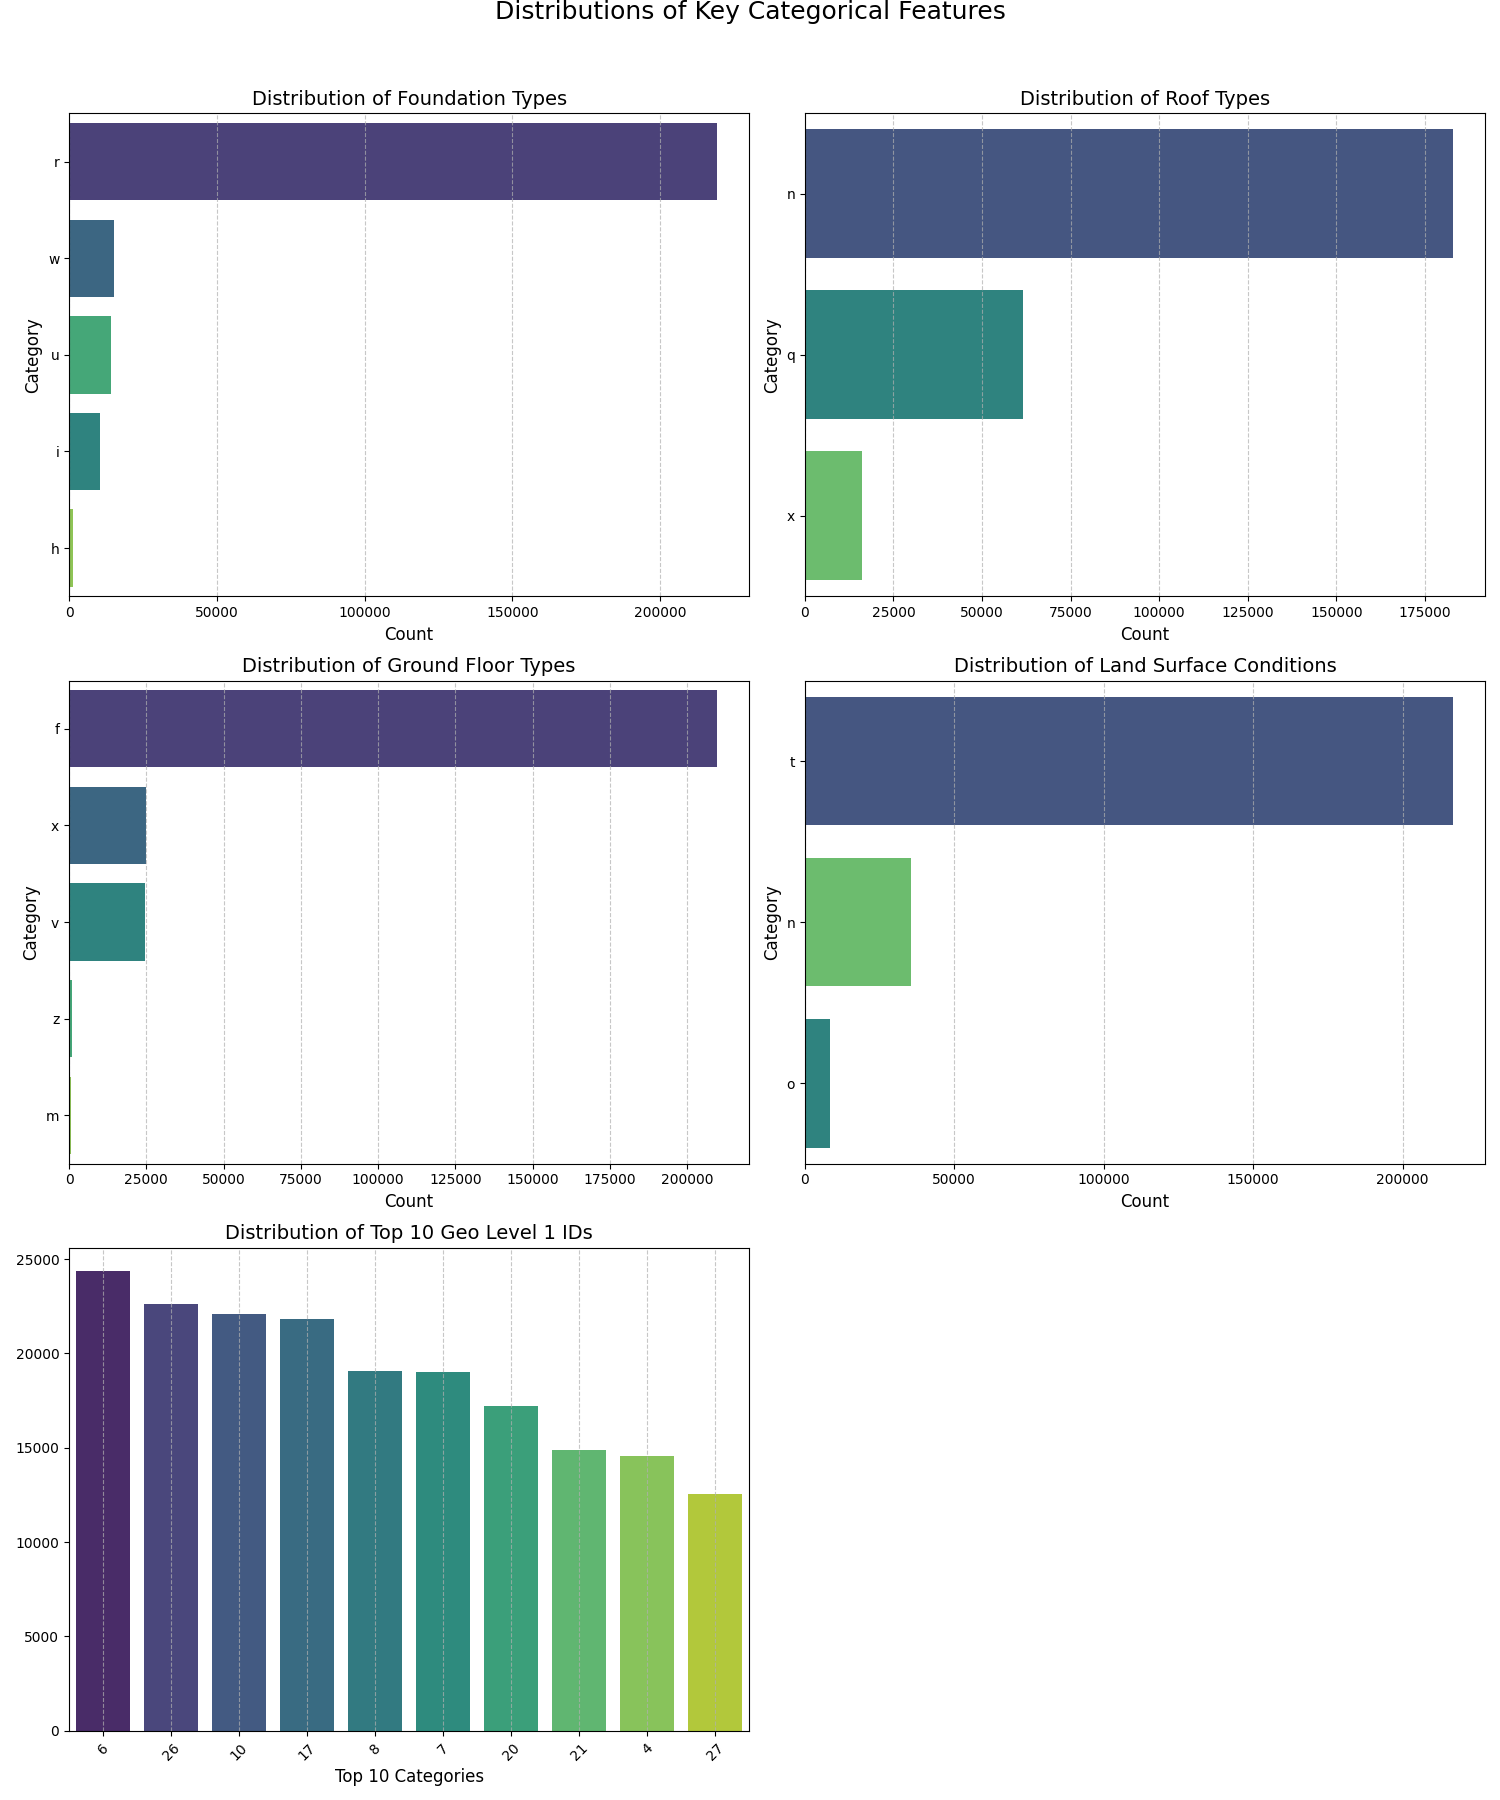 Distributions of Key Categorical Features
Distribution of Foundation Types
Category
r
w
u
i
h
0 50000 100000 150000 200000
Count
Distribution of Roof Types
Category
n
q
x
0 25000 50000 75000 100000 125000 150000 175000
Count
Distribution of Ground Floor Types
Category
f
x
v
z
m
0 25000 50000 75000 100000 125000 150000 175000 200000
Count
Distribution of Land Surface Conditions
Category
t
n
o
0 50000 100000 150000 200000
Count
Distribution of Top 10 Geo Level 1 IDs
25000
20000
15000
10000
5000
0
6 26 10 17 8 7 20 21 4 27
Top 10 Categories